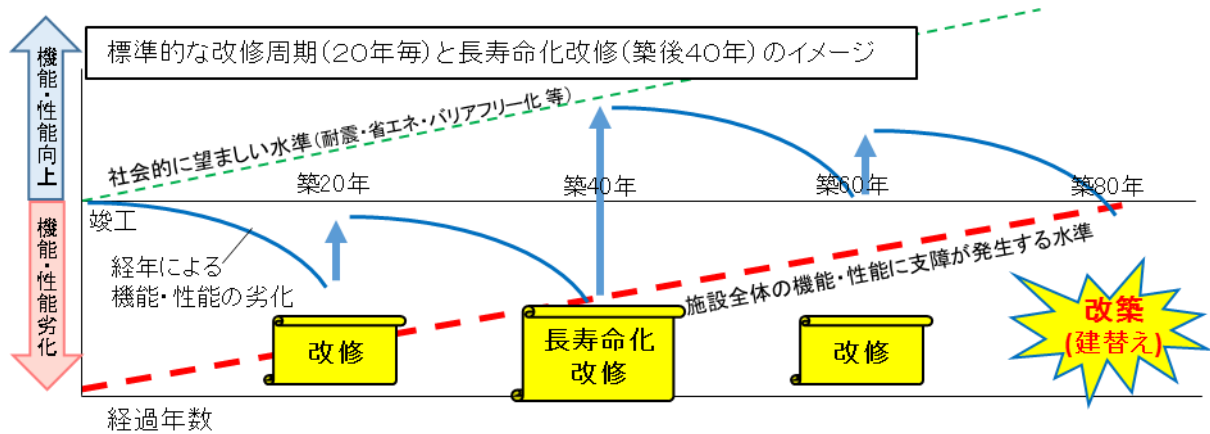 機能・性能向上
標準的な改修周期(20年毎)と長寿命化改修(築後40年)のイメージ
社会的に望ましい水準(耐震・省エネ・バリアフリー化 等)
築20年
築40年
築60年
築80年
竣工
機能・性能劣化
経年による
機能・性能の劣化
施設全体の機能・性能に支障が発生する水準
改修
長寿命化
改修
改修
改築
(建替え)
経過年数